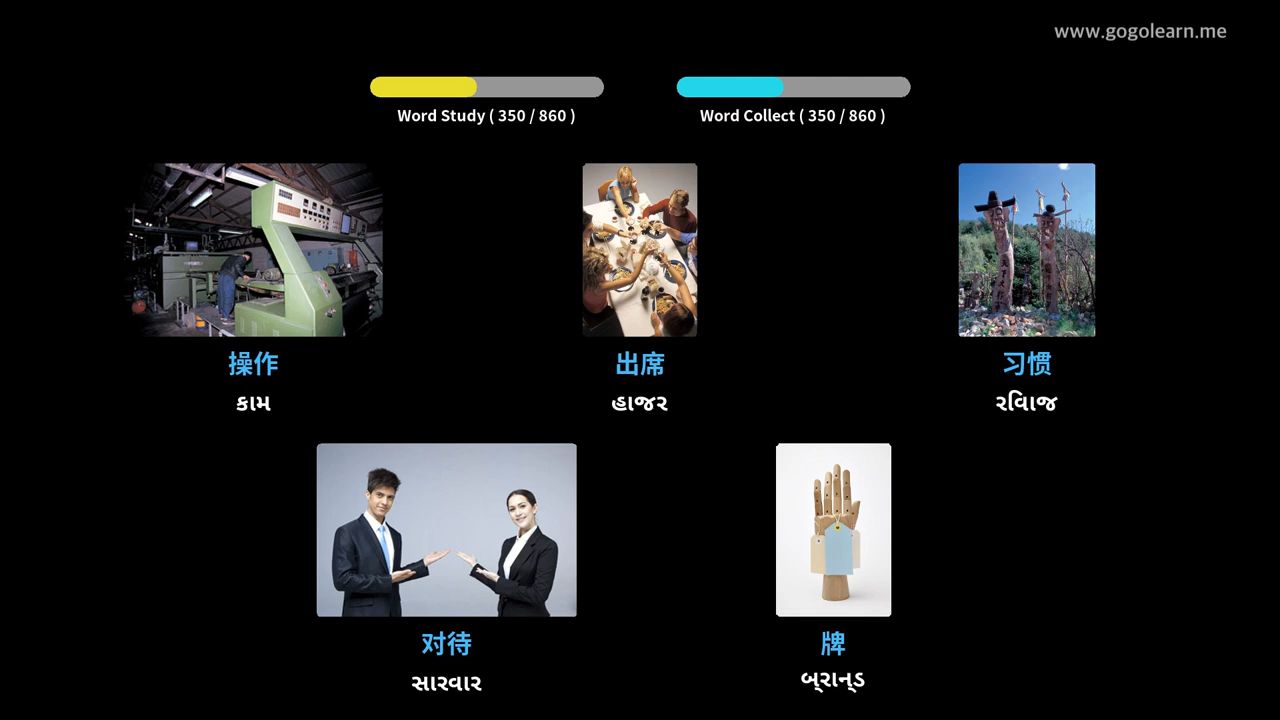 www.gogolearn.me
Word Study ( 350 / 860 )
Word Collect ( 350 / 860 )
操作
કામ
出席
હાજર
习惯
રવિાજ
对待
સારવાર
牌
બ્રાન્ડ